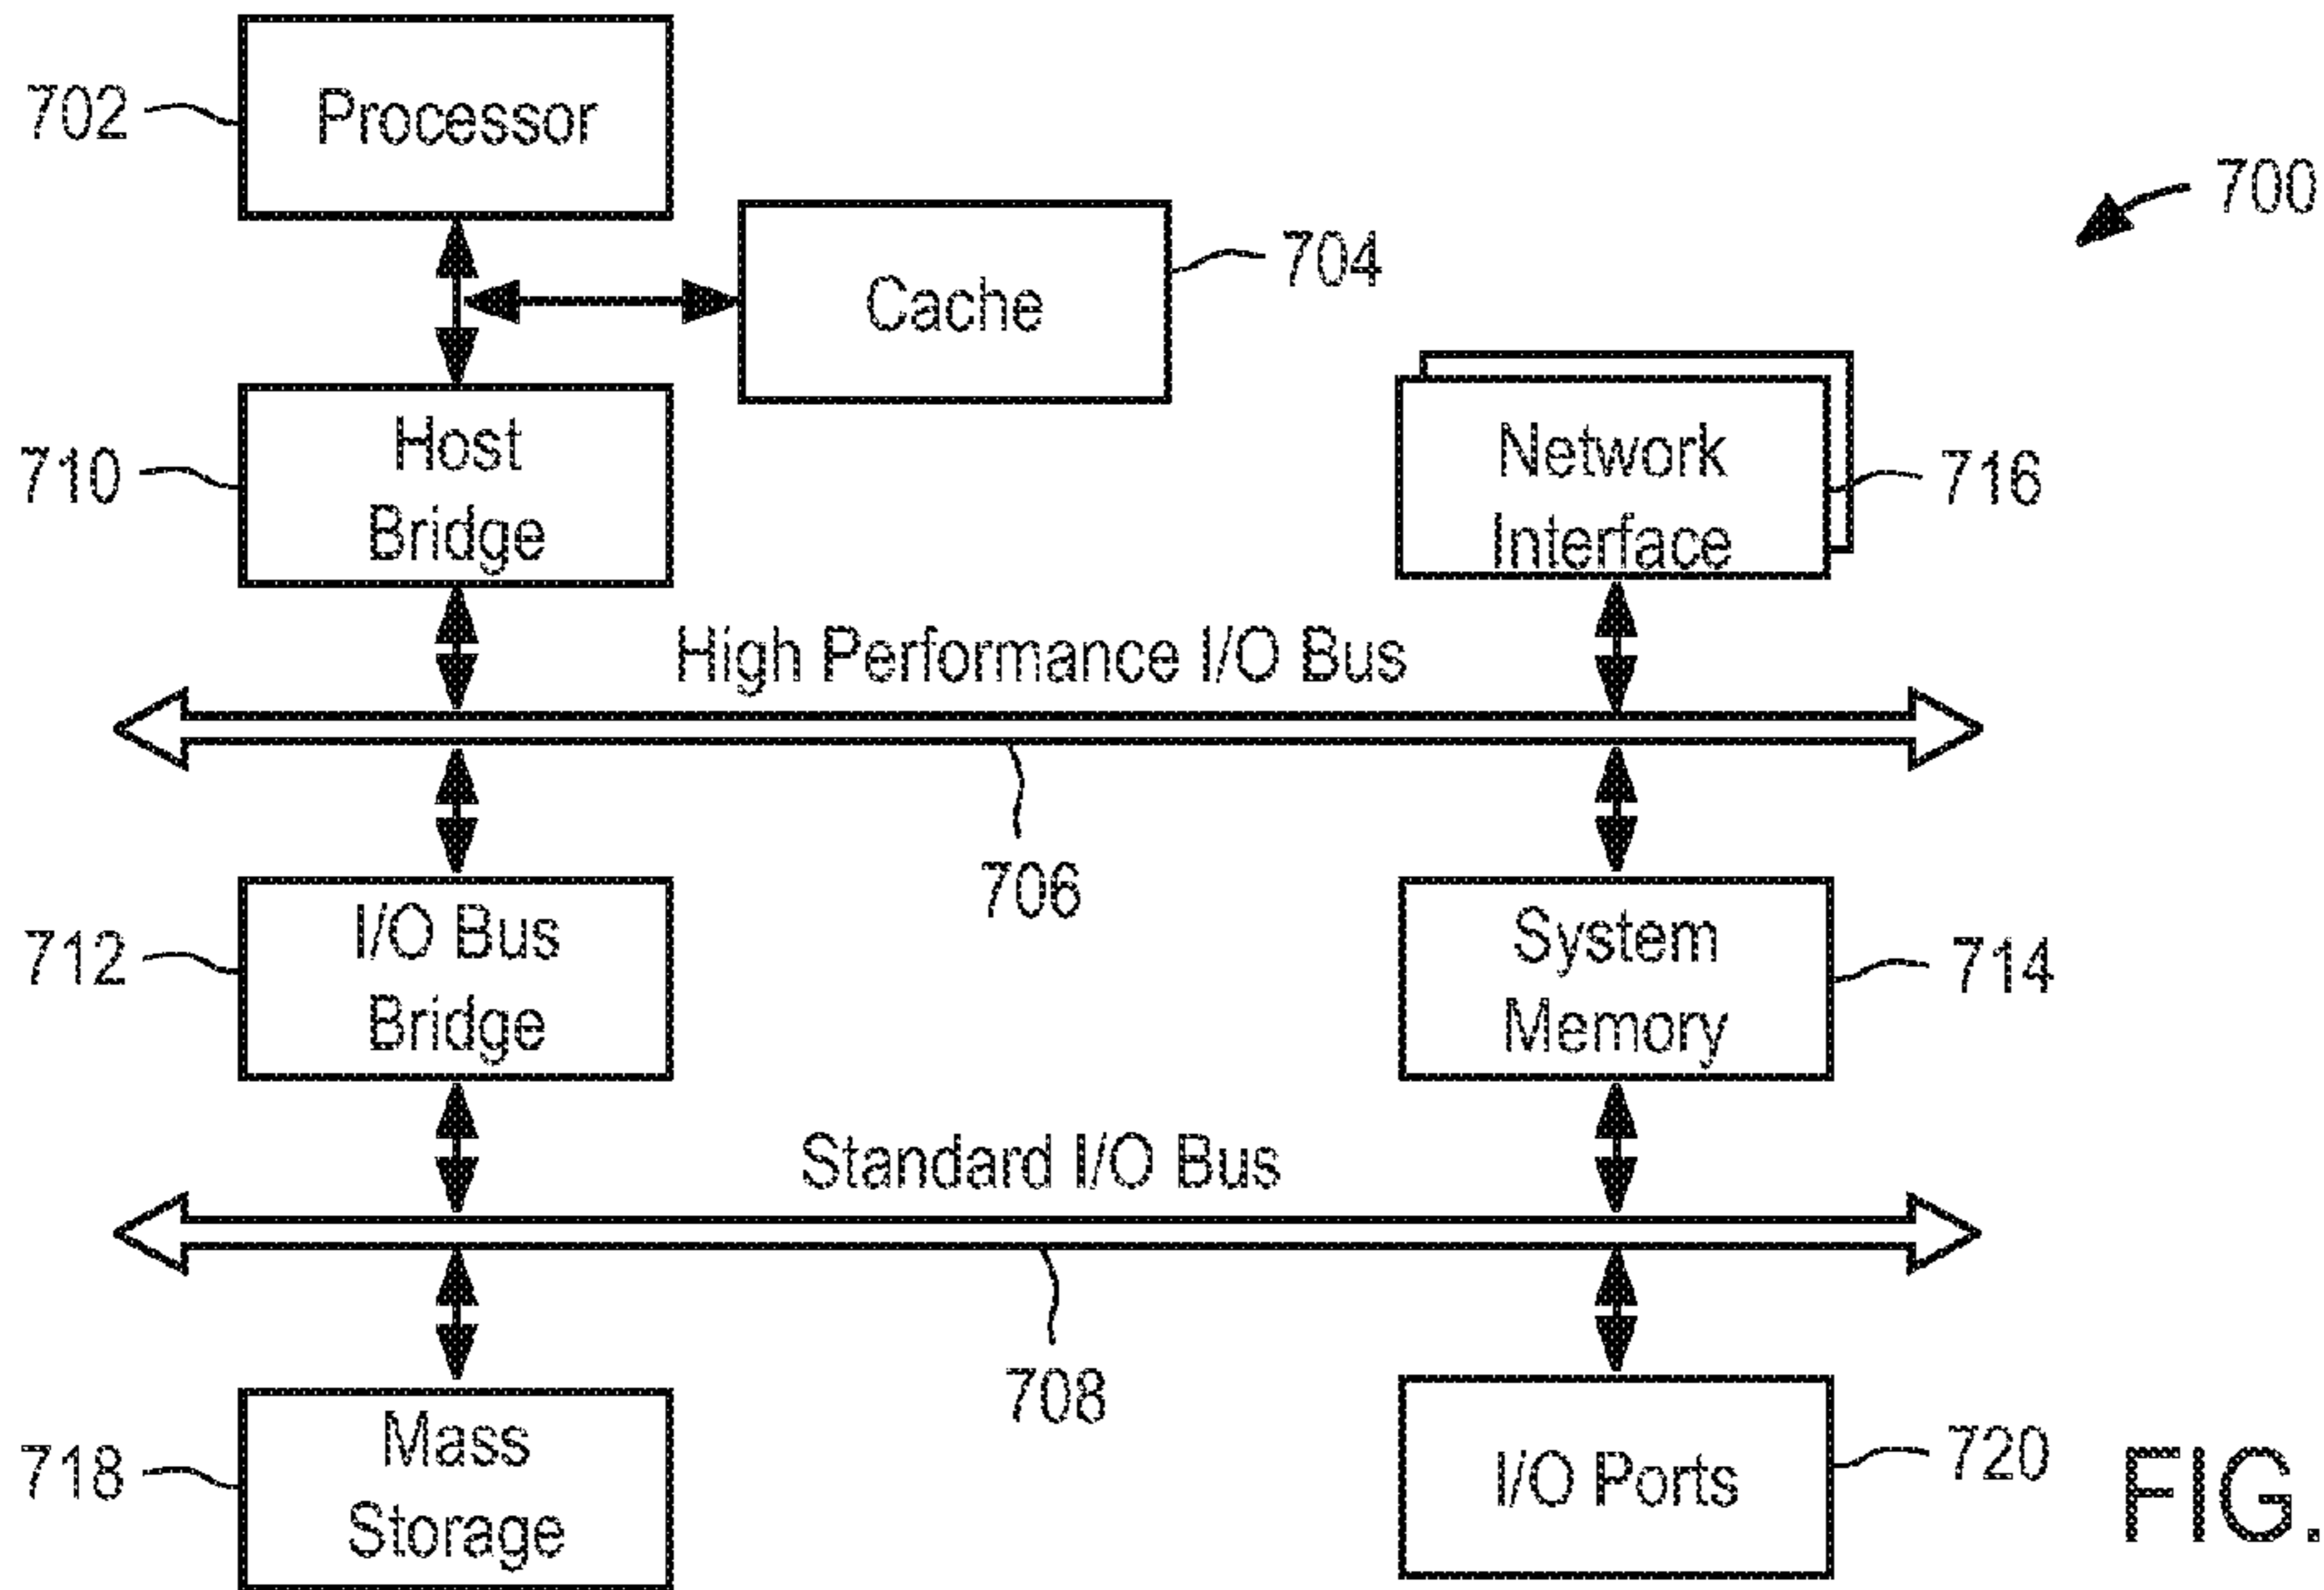 702
Processor
700
704
Cache
710
Host
Bridge
Network
Interface
716
High Performance I/O Bus
706
712
I/O Bus
Bridge
System
Memory
714
Standard I/O Bus
708
718
Mass
Storage
I/O Ports
720
FIG.